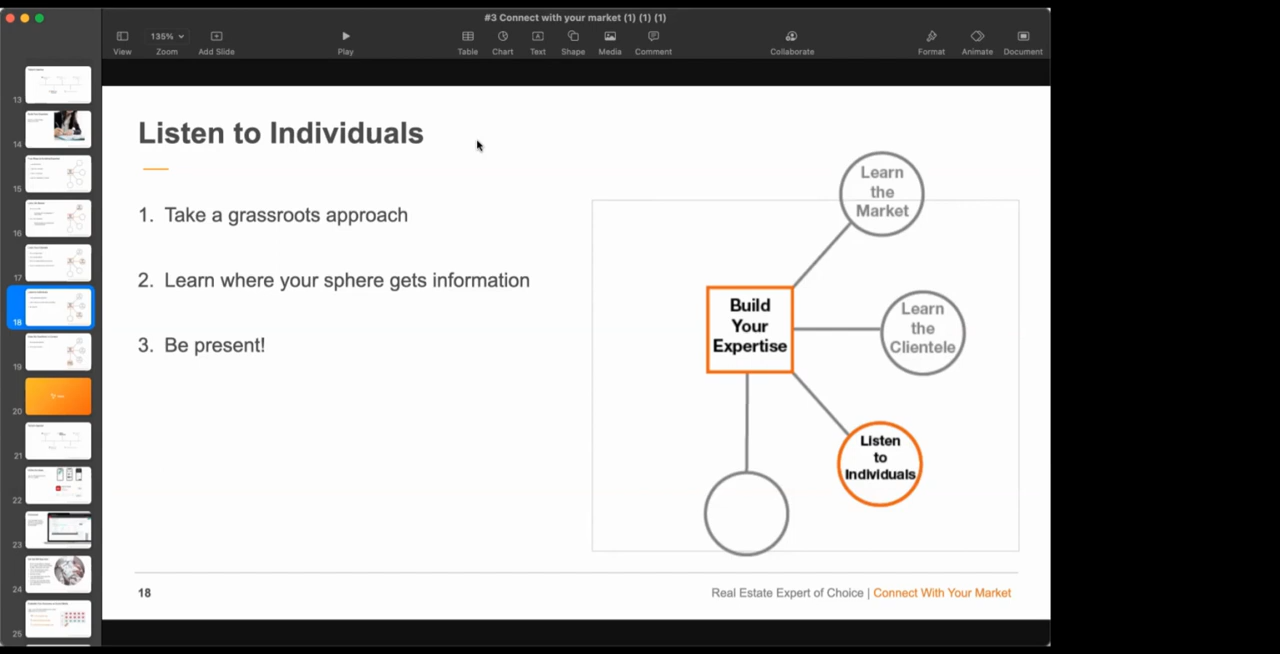 #3 Connect with your market (1) (1) (1)
135%
View
Zoom
Add Slide
Play
Table
Chart
Text
Shape
Media
Comment
Collaborate
Format
Animate
Document
13
14
15
16
17
18
19
20
21
22
23
24
25
Listen to Individuals
1. Take a grassroots approach
2. Learn where your sphere gets information
3. Be present!
Learn
the
Market
Build
Your
Expertise
Learn
the
Clientele
Listen
to
Individuals
18
Real Estate Expert of Choice | Connect With Your Market